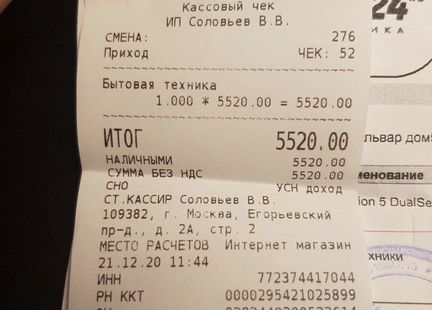 Кассовый чек
ИП Соловьев В.В.
СМЕНА: 276
Приход ЧЕК: 52
Бытовая техника
1.000 * 5520.00 = 5520.00
ИТОГ 5520.00
НАЛИЧНЫМИ 5520.00
СУММА БЕЗ НДС 5520.00
СНО УСН доход
СТ.КАССИР Соловьев В.В.
109382, г. Москва, Егорьевский
пр-д., д. 2А, стр. 2
МЕСТО РАСЧЕТОВ Интернет магазин
21.12.20 11:44
ИНН 772374417044
РН ККТ 0000295421025899
24
ИКА
львар дом
менование
ion 5 DualSe
ХНИКИ